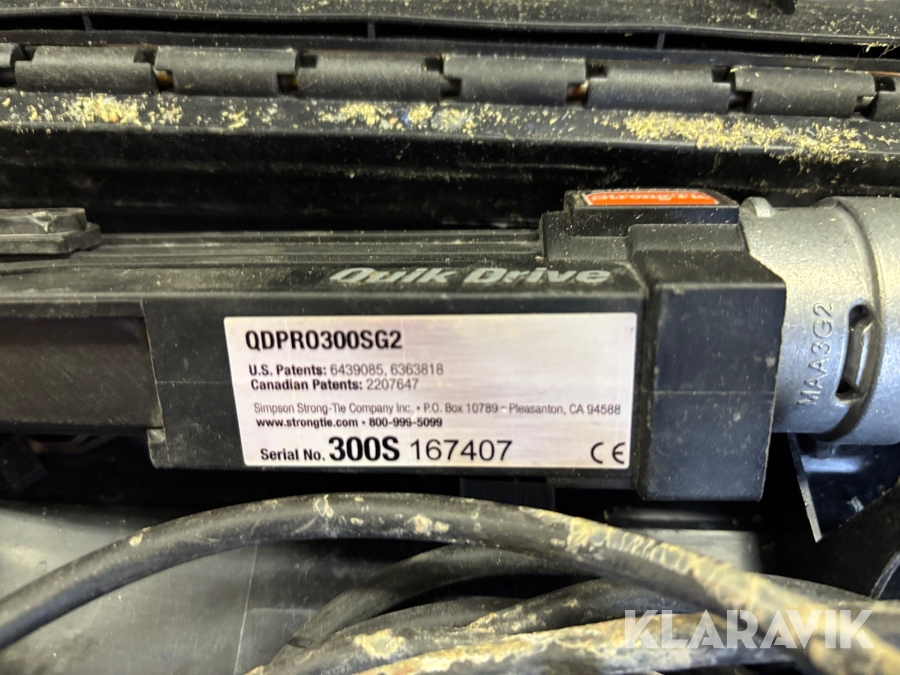 StrongTie
Quik Drive
QDPRO300SG2
U.S. Patents: 6439085, 6363818
Canadian Patents: 2207647
Simpson Strong-Tie Company Inc. • P.O. Box 10789 – Pleasanton, CA 94588
www.strongtie.com • 800-999-5099
Serial No. 300S 167407 CE
MAA3G2
KLARAVIK